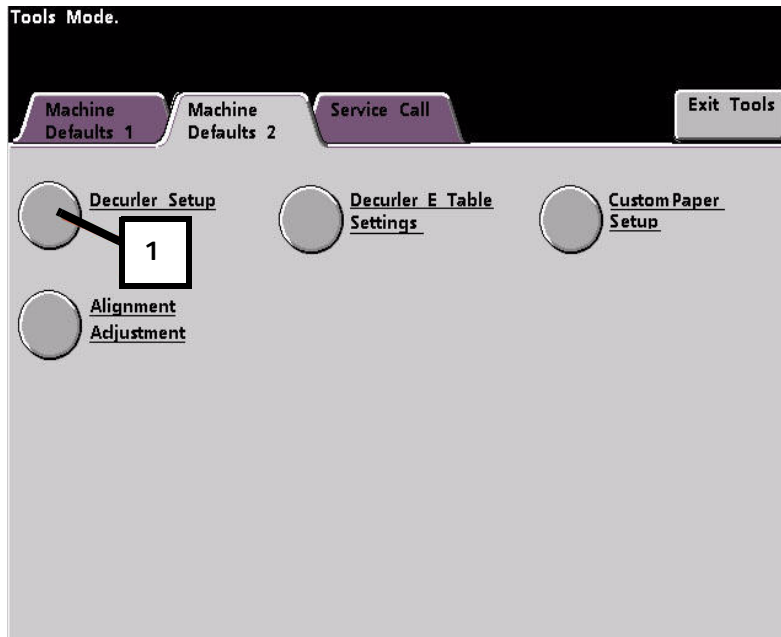 Tools Mode.
Machine
Defaults 1
Machine
Defaults 2
Service Call
Exit Tools
Decurler Setup
Decurler E Table
Settings
Custom Paper
Setup
1
Alignment
Adjustment